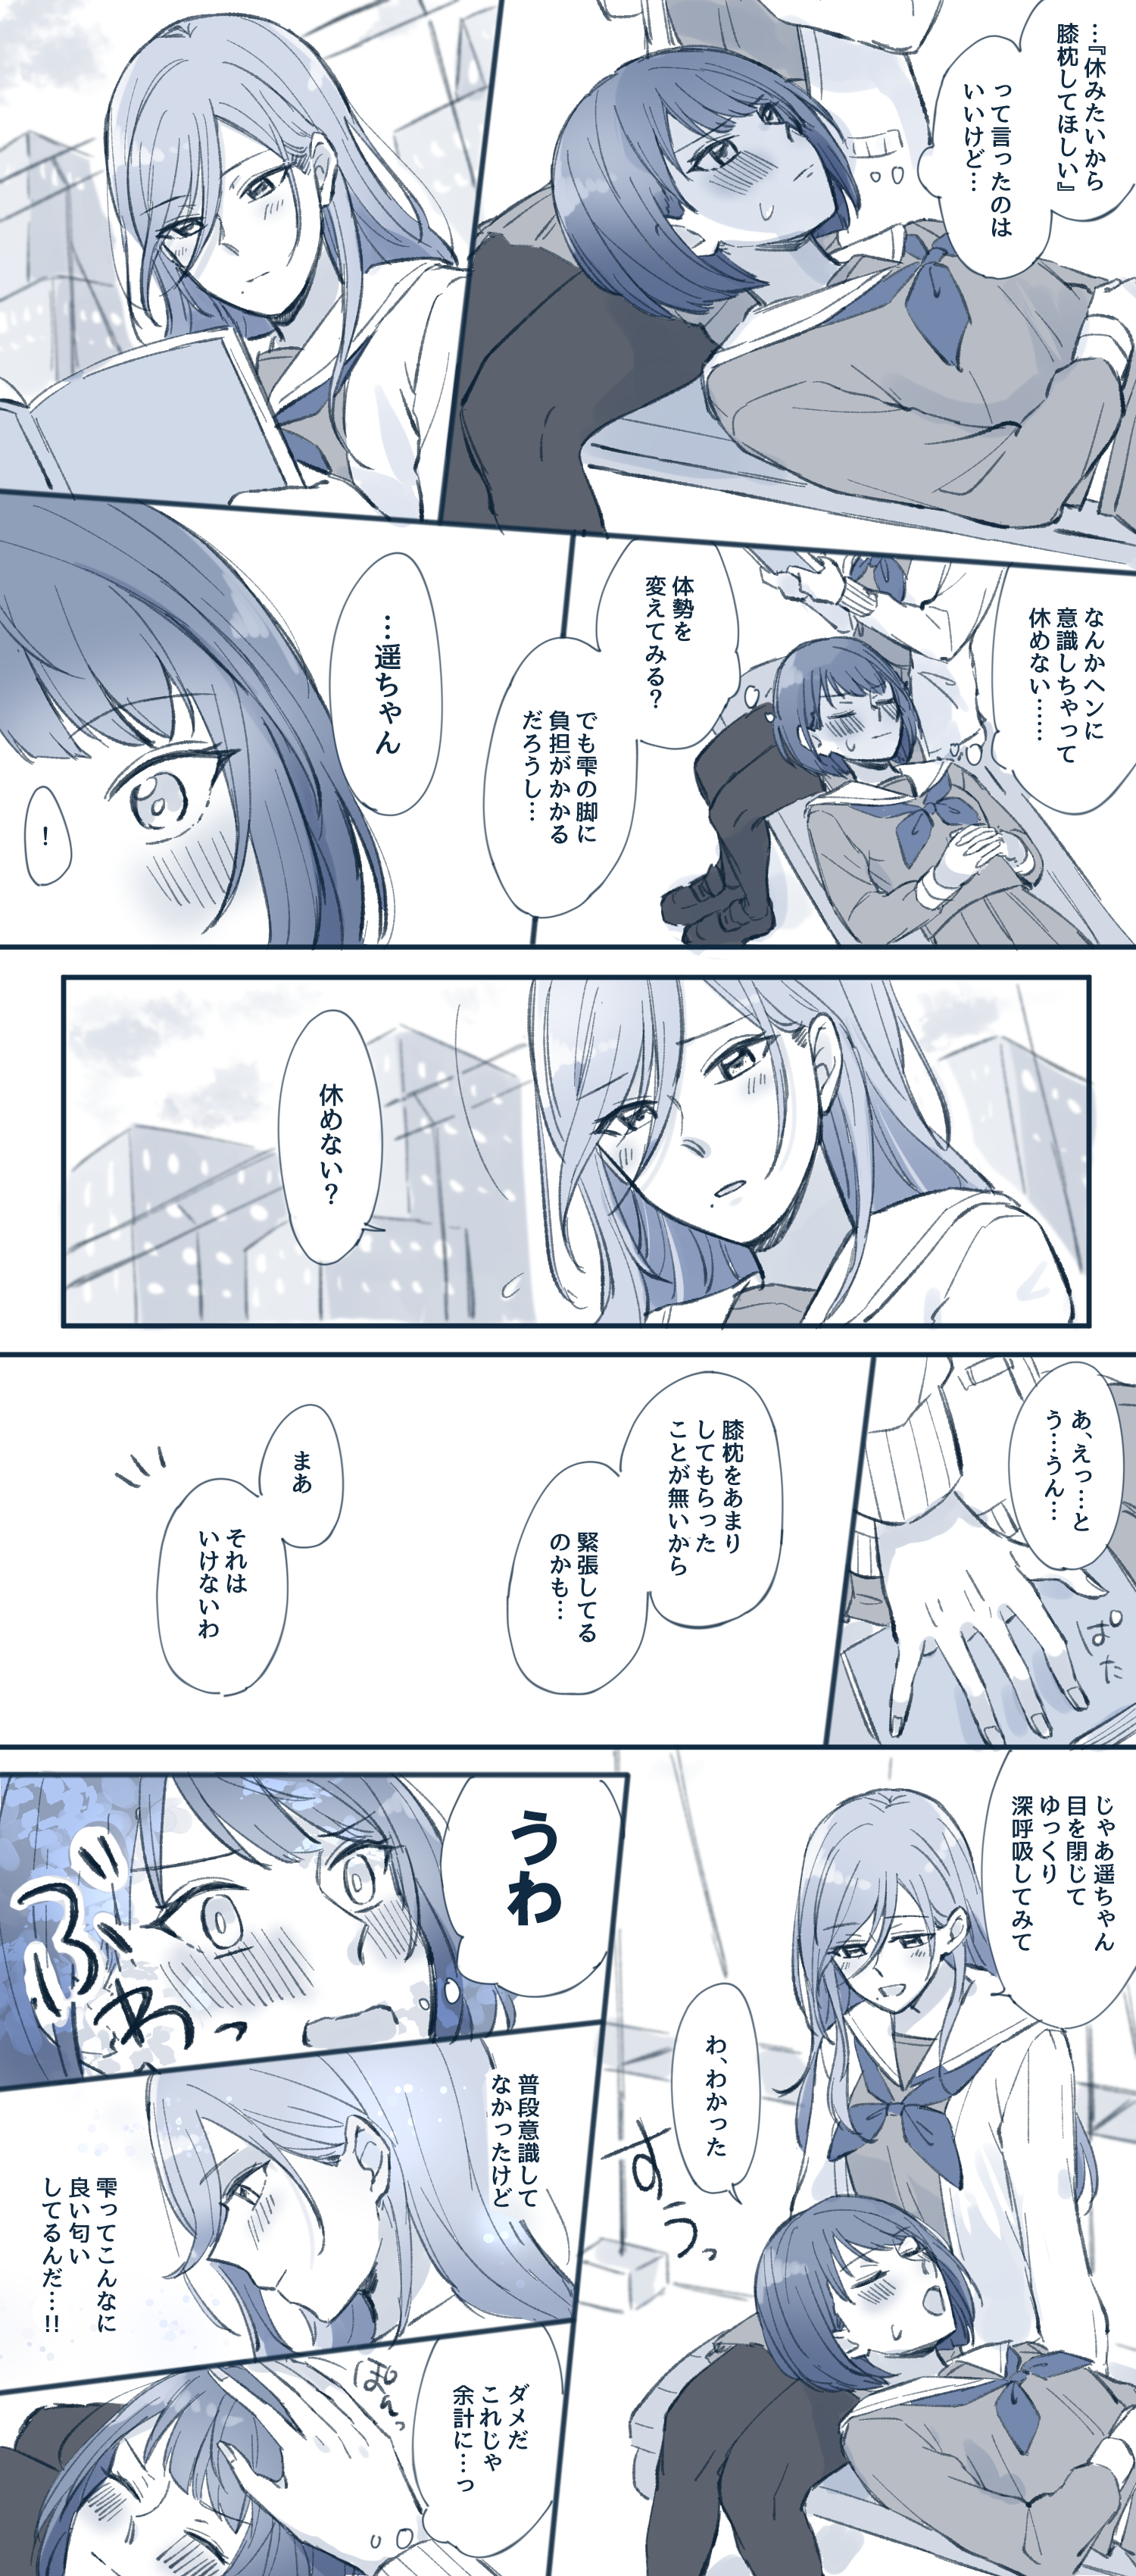 …『休みたいから
膝枕してほしい』
って言ったのは
いいけど…
なんかヘンに
意識しちゃって
休めない……
体勢を
変えてみる？
でも雫の脚に
負担がかかる
だろうし…
…遥ちゃん
！
休めない？
あ、えっ…と
う…うん…
ぱた
膝枕をあまり
してもらった
ことが無いから
緊張してる
のかも…
まあ
それは
いけないわ
じゃあ遥ちゃん
目を閉じて
ゆっくり
深呼吸してみて
わ、わかった
すうっ
うわ
ぶわっ
普段意識して
なかったけど
雫ってこんなに
良い匂い
してるんだ…!!
ダメだ
これじゃ
余計に…っ
ぽんっ